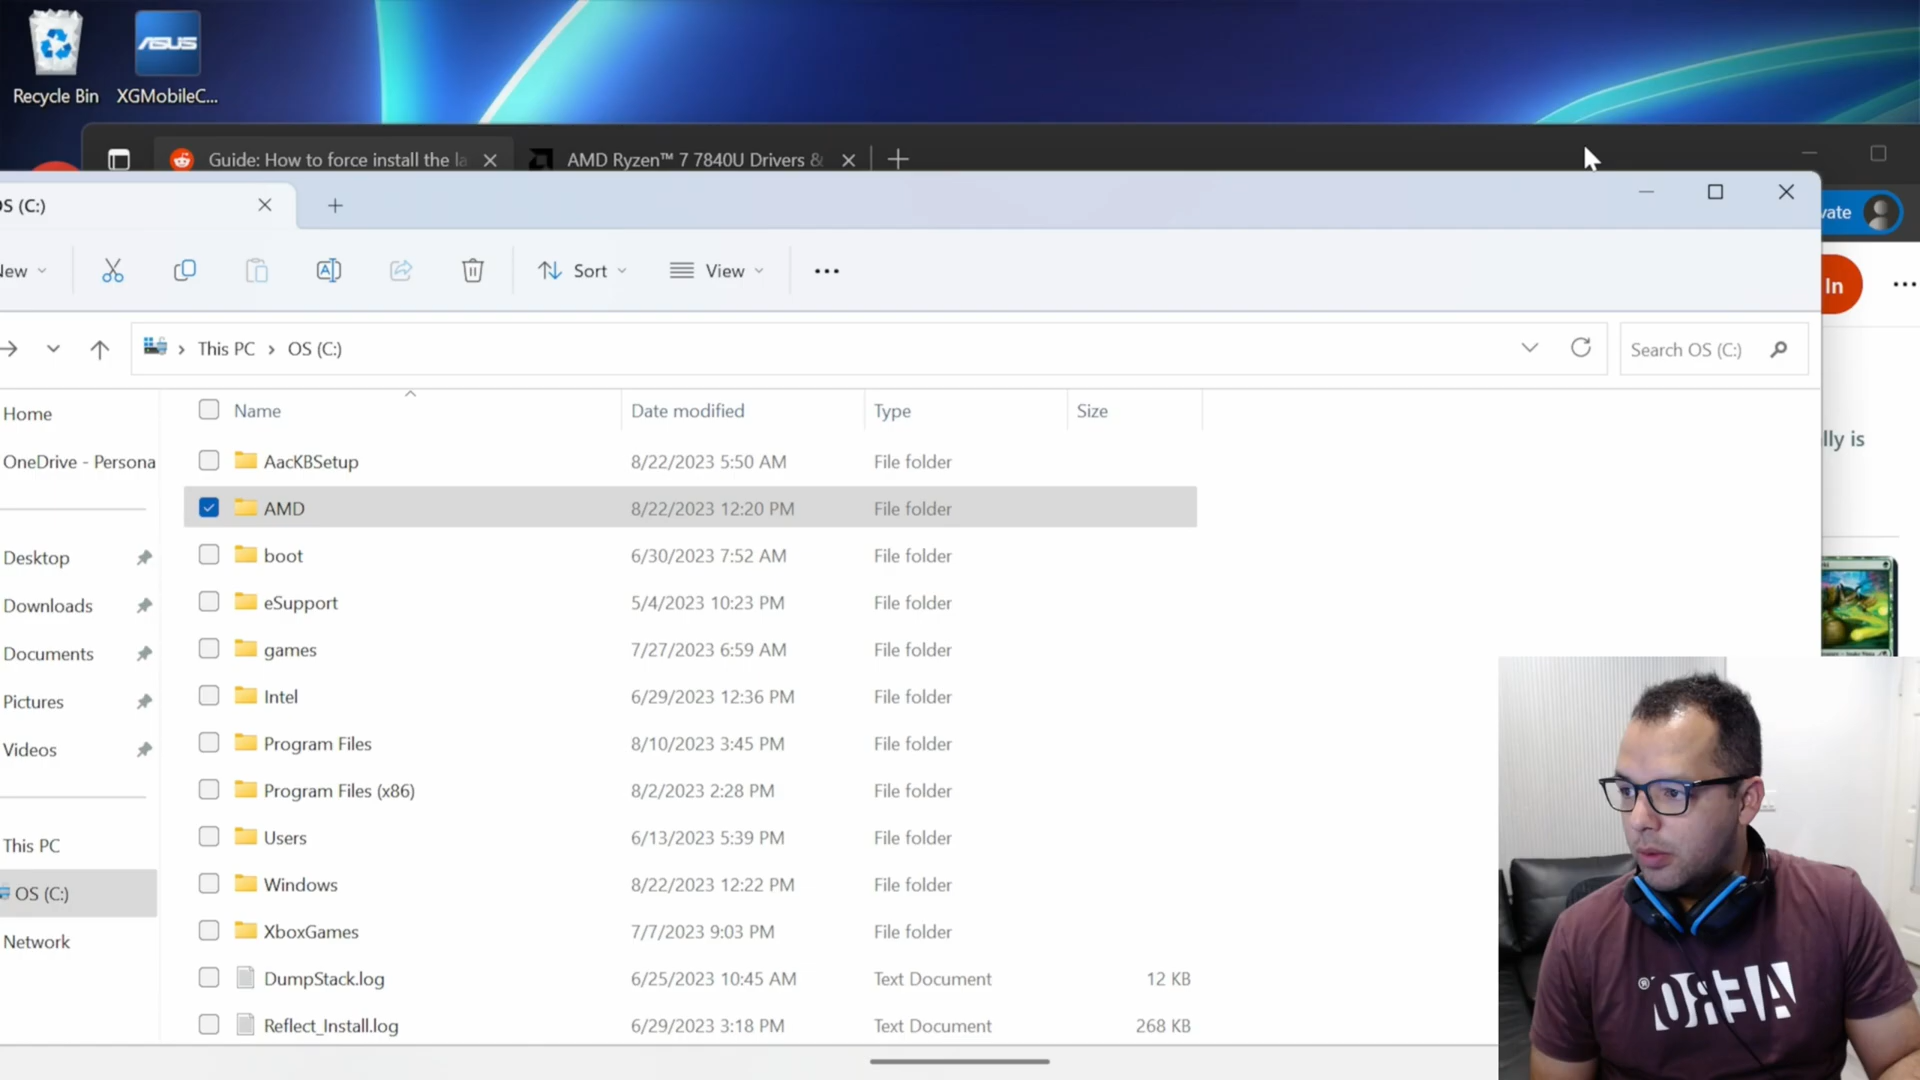 ASUS
Recycle Bin
XGMobileC...
Guide: How to force install the la
AMD Ryzen™ 7 7840U Drivers &
OS (C:)
vate
New
Sort
View
In
This PC
OS (C:)
Search OS (C:)
Name
Date modified
Type
Size
Home
lly is
AacKBSetup
8/22/2023 5:50 AM
File folder
OneDrive - Persona
AMD
8/22/2023 12:20 PM
File folder
Desktop
boot
6/30/2023 7:52 AM
File folder
Downloads
eSupport
5/4/2023 10:23 PM
File folder
Documents
games
7/27/2023 6:59 AM
File folder
Pictures
Intel
6/29/2023 12:36 PM
File folder
Videos
Program Files
8/10/2023 3:45 PM
File folder
Program Files (x86)
8/2/2023 2:28 PM
File folder
This PC
Users
6/13/2023 5:39 PM
File folder
OS (C:)
Windows
8/22/2023 12:22 PM
File folder
Network
XboxGames
7/7/2023 9:03 PM
File folder
DumpStack.log
6/25/2023 10:45 AM
Text Document
12 KB
Reflect_Install.log
6/29/2023 3:18 PM
Text Document
268 KB